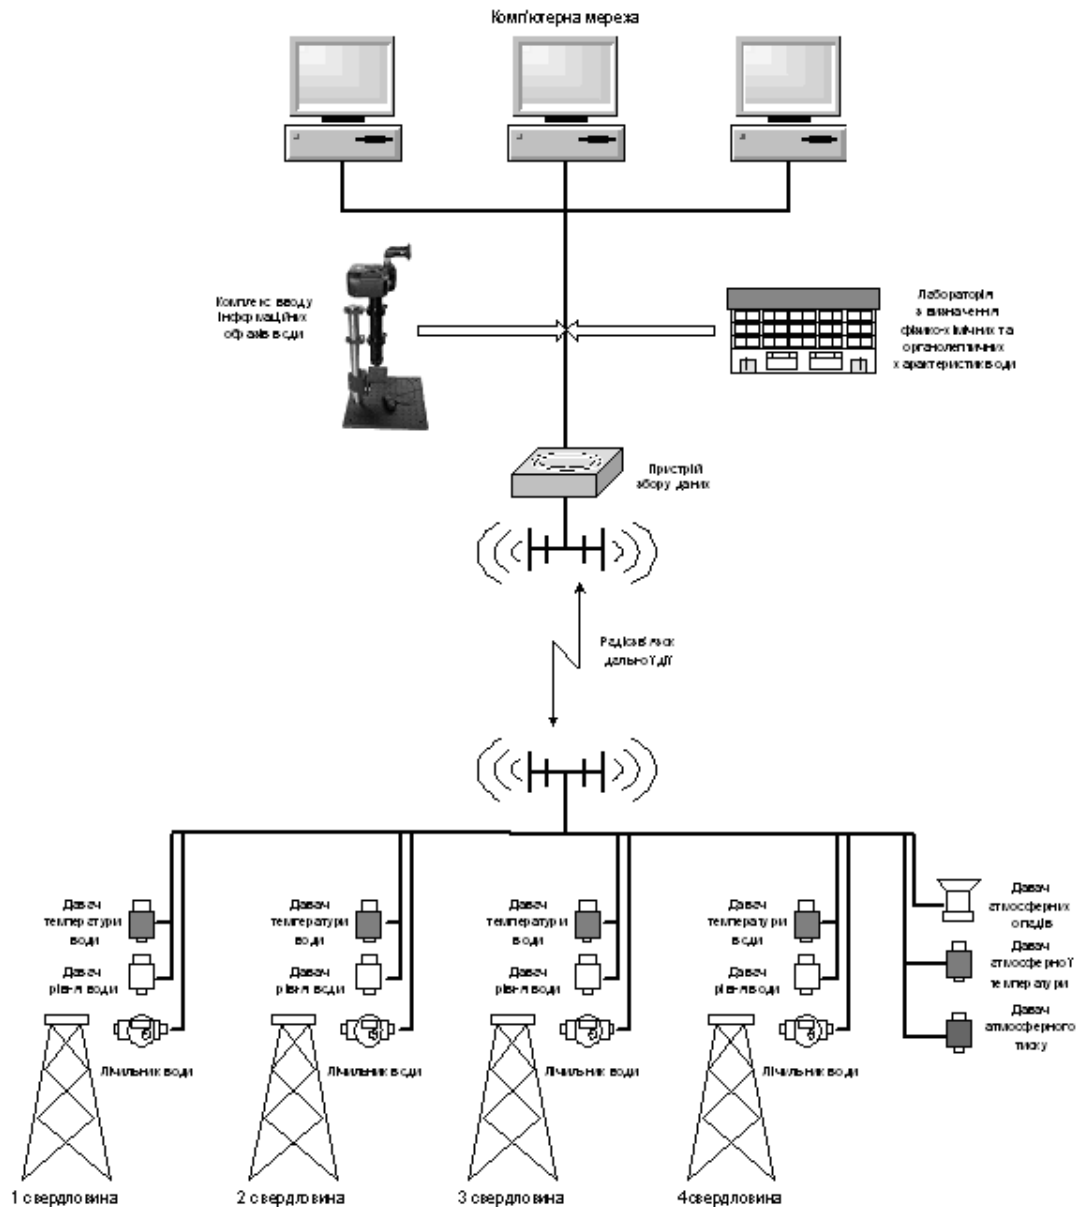 Комп'ютерна мережа
Комплекс вводу
інформаційних
образів води
Лабораторія
з визначення
фізико-хімічних та
органолептичних
характеристик води
Пристрій
збору даних
Радіозв'язок
дальної дії
Давач
температури
води
Давач
рівня води
Лічильник води
1 свердловина
Давач
температури
води
Давач
рівня води
Лічильник води
2 свердловина
Давач
температури
води
Давач
рівня води
Лічильник води
3 свердловина
Давач
температури
води
Давач
рівня води
Лічильник води
4свердловина
Давач
атмосферних
опадів
Давач
атмосферної
температури
Давач
атмосферного
тиску